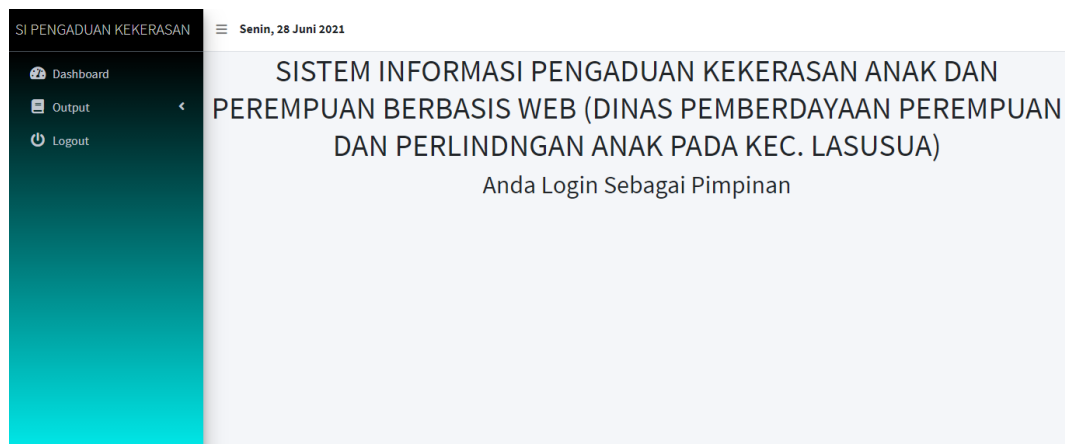 SI PENGADUAN KEKERASAN
Senin, 28 Juni 2021
Dashboard
Output
Logout
SISTEM INFORMASI PENGADUAN KEKERASAN ANAK DAN
PEREMPUAN BERBASIS WEB (DINAS PEMBERDAYAAN PEREMPUAN
DAN PERLINDNGAN ANAK PADA KEC. LASUSUA)
Anda Login Sebagai Pimpinan